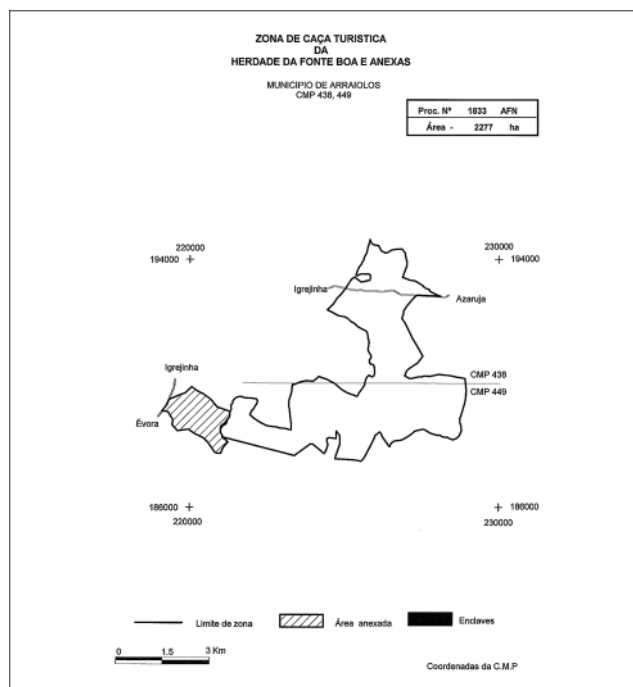 ZONA DE CAÇA TURISTICA
DA
HERDADE DA FONTE BOA E ANEXAS
MUNICIPIO DE ARRAIOLOS
CMP 438, 449
Proc. Nº 1833 AFN
Área - 2277 ha
220000
194000
230000
194000
Igrejinha
Azaruja
Igrejinha
CMP 438
CMP 449
Évora
186000
220000
186000
230000
Limite de zona
Área anexada
Enclaves
0 1.5 3 Km
Coordenadas da C.M.P